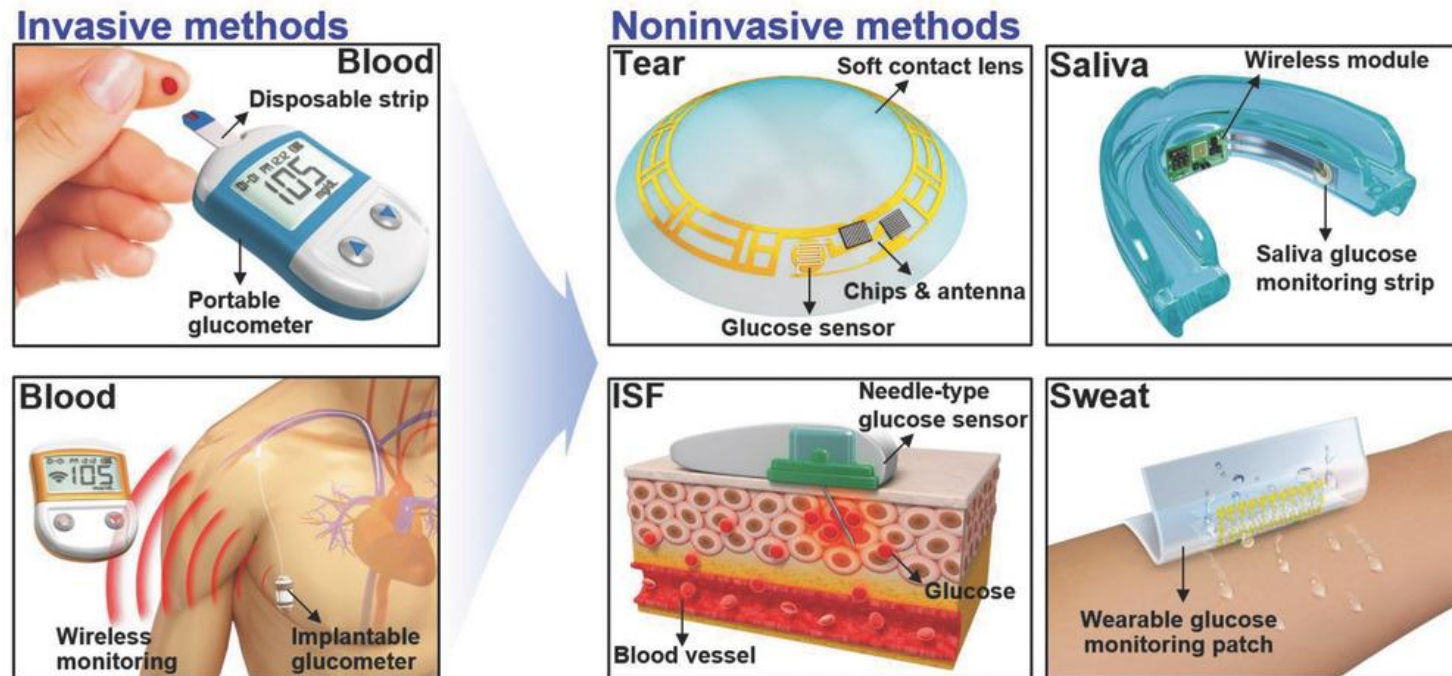 Invasive methods
Blood
Disposable strip
105
mg/dL
Portable
glucometer
Blood
105
Wireless
monitoring
Implantable
glucometer
Noninvasive methods
Tear
Soft contact lens
Chips & antenna
Glucose sensor
Saliva
Wireless module
Saliva glucose
monitoring strip
ISF
Needle-type
glucose sensor
Glucose
Blood vessel
Sweat
Wearable glucose
monitoring patch